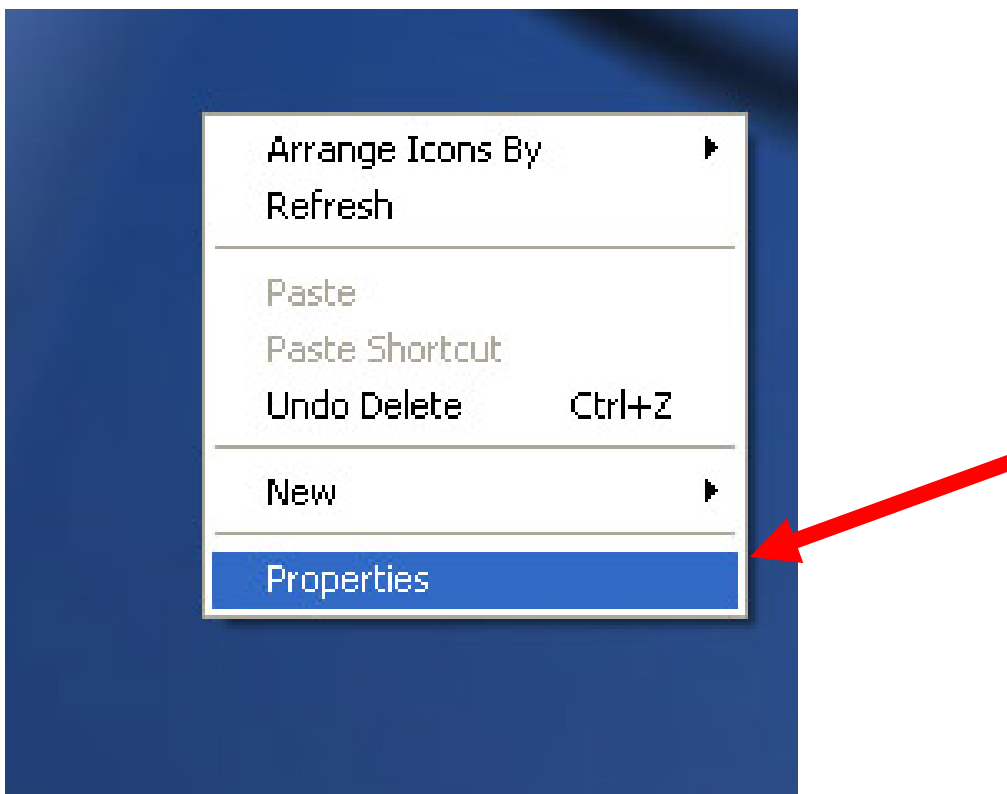 Arrange Icons By
Refresh
Paste
Paste Shortcut
Undo Delete Ctrl+Z
New
Properties